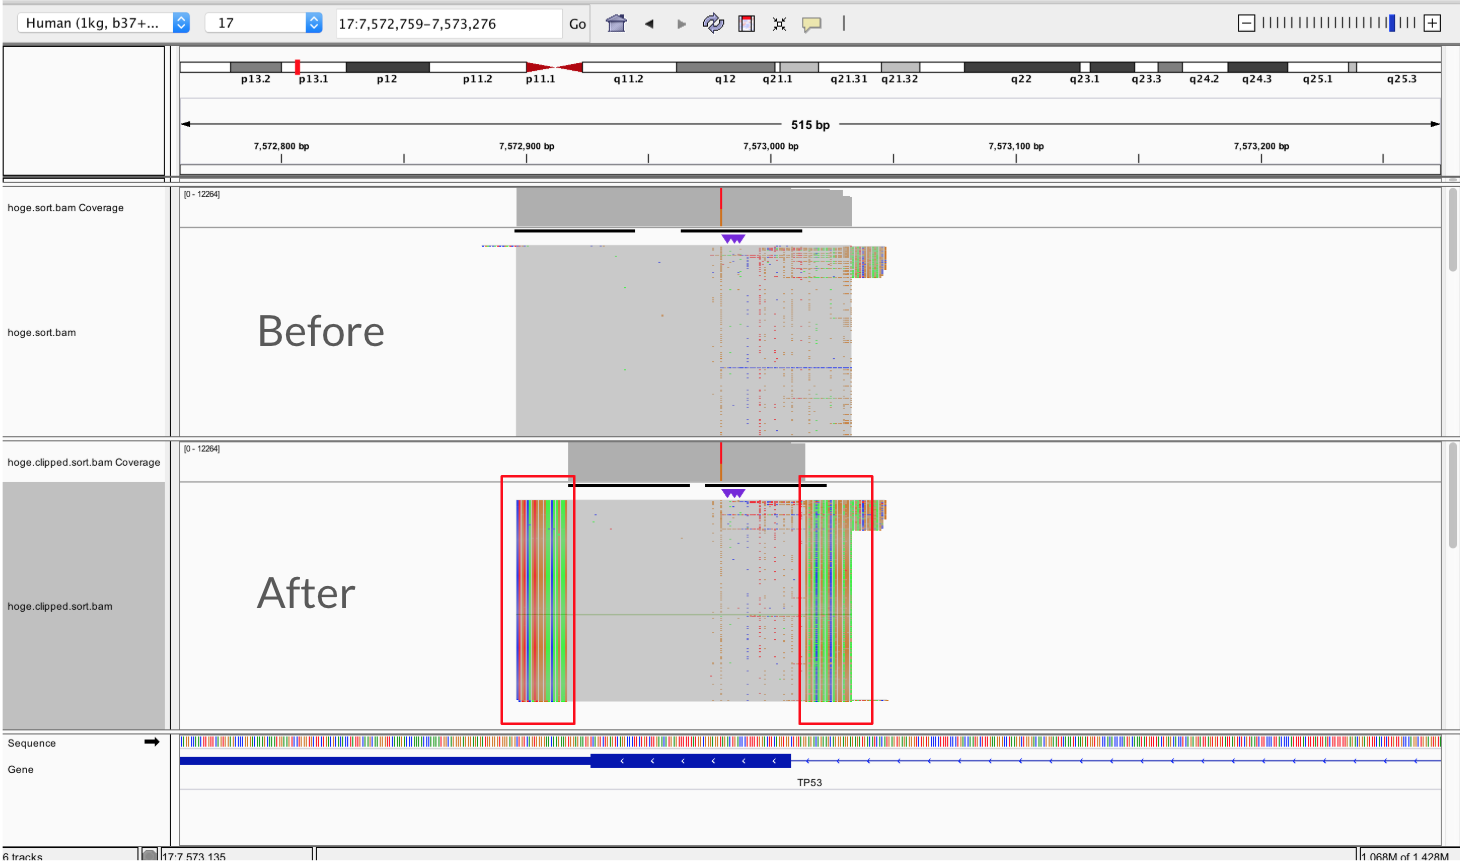 Human (1kg, b37+... 17 17:7,572,759-7,573,276 Go
p13.2 p13.1 p12 p11.2 p11.1 q11.2 q12 q21.1 q21.31 q21.32 q22 q23.1 q23.3 q24.2 q24.3 q25.1 q25.3
515 bp
7,572,800 bp 7,572,900 bp 7,573,000 bp 7,573,100 bp 7,573,200 bp
[0 - 12264]
hoge.sort.bam Coverage
hoge.sort.bam
Before
[0 - 12264]
hoge.clipped.sort.bam Coverage
After
hoge.clipped.sort.bam
Sequence
Gene
TP53
6 tracks 17:7,573,135 1,068M of 1,428M